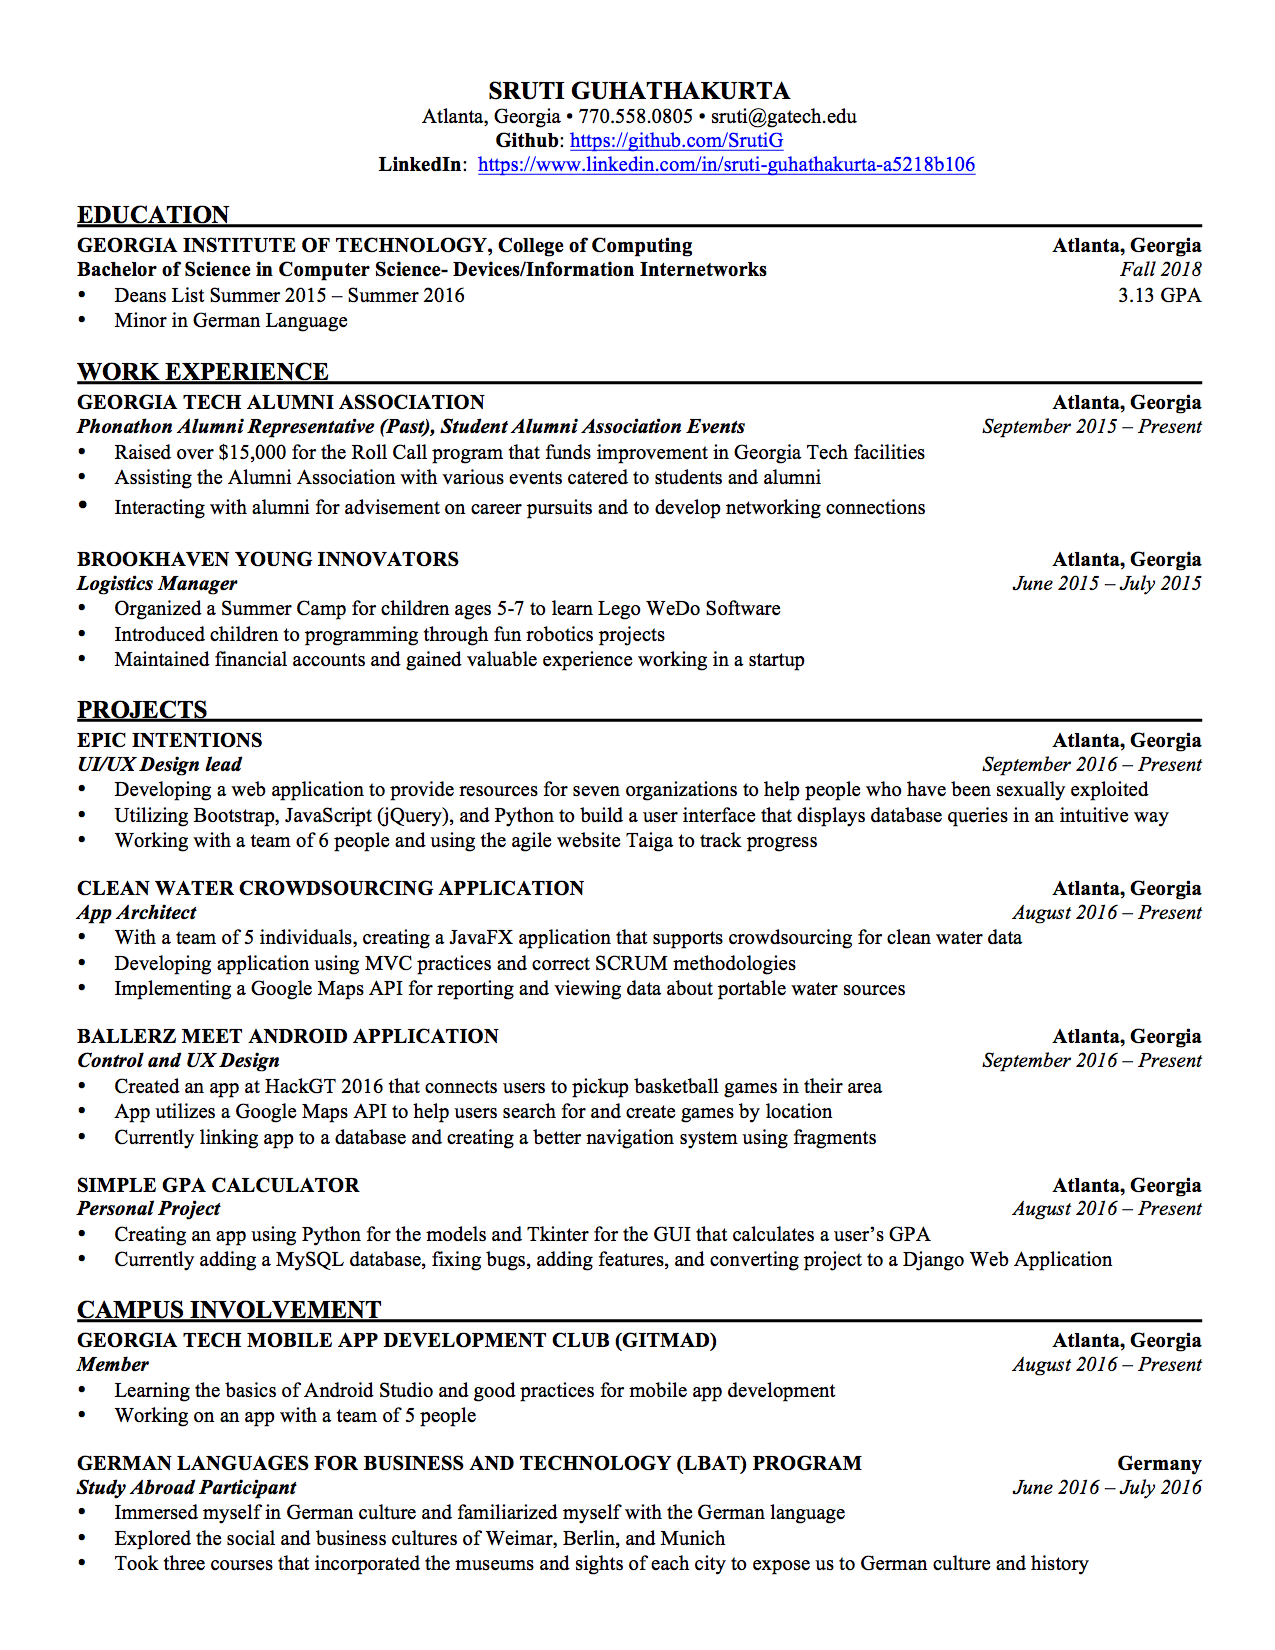 SRUTI GUHATHAKURTA
Atlanta, Georgia • 770.558.0805 • sruti@gatech.edu
Github: https://github.com/SrutiG
LinkedIn: https://www.linkedin.com/in/sruti-guhathakurta-a5218b106
EDUCATION
GEORGIA INSTITUTE OF TECHNOLOGY, College of Computing Atlanta, Georgia
Bachelor of Science in Computer Science- Devices/Information Internetworks Fall 2018
• Deans List Summer 2015 – Summer 2016 3.13 GPA
• Minor in German Language
WORK EXPERIENCE
GEORGIA TECH ALUMNI ASSOCIATION Atlanta, Georgia
Phonathon Alumni Representative (Past), Student Alumni Association Events September 2015 – Present
• Raised over $15,000 for the Roll Call program that funds improvement in Georgia Tech facilities
• Assisting the Alumni Association with various events catered to students and alumni
• Interacting with alumni for advisement on career pursuits and to develop networking connections
BROOKHAVEN YOUNG INNOVATORS Atlanta, Georgia
Logistics Manager June 2015 – July 2015
• Organized a Summer Camp for children ages 5-7 to learn Lego WeDo Software
• Introduced children to programming through fun robotics projects
• Maintained financial accounts and gained valuable experience working in a startup
PROJECTS
EPIC INTENTIONS Atlanta, Georgia
UI/UX Design lead September 2016 – Present
• Developing a web application to provide resources for seven organizations to help people who have been sexually exploited
• Utilizing Bootstrap, JavaScript (jQuery), and Python to build a user interface that displays database queries in an intuitive way
• Working with a team of 6 people and using the agile website Taiga to track progress
CLEAN WATER CROWDSOURCING APPLICATION Atlanta, Georgia
App Architect August 2016 – Present
• With a team of 5 individuals, creating a JavaFX application that supports crowdsourcing for clean water data
• Developing application using MVC practices and correct SCRUM methodologies
• Implementing a Google Maps API for reporting and viewing data about portable water sources
BALLERZ MEET ANDROID APPLICATION Atlanta, Georgia
Control and UX Design September 2016 – Present
• Created an app at HackGT 2016 that connects users to pickup basketball games in their area
• App utilizes a Google Maps API to help users search for and create games by location
• Currently linking app to a database and creating a better navigation system using fragments
SIMPLE GPA CALCULATOR Atlanta, Georgia
Personal Project August 2016 – Present
• Creating an app using Python for the models and Tkinter for the GUI that calculates a user’s GPA
• Currently adding a MySQL database, fixing bugs, adding features, and converting project to a Django Web Application
CAMPUS INVOLVEMENT
GEORGIA TECH MOBILE APP DEVELOPMENT CLUB (GITMAD) Atlanta, Georgia
Member August 2016 – Present
• Learning the basics of Android Studio and good practices for mobile app development
• Working on an app with a team of 5 people
GERMAN LANGUAGES FOR BUSINESS AND TECHNOLOGY (LBAT) PROGRAM Germany
Study Abroad Participant June 2016 – July 2016
• Immersed myself in German culture and familiarized myself with the German language
• Explored the social and business cultures of Weimar, Berlin, and Munich
• Took three courses that incorporated the museums and sights of each city to expose us to German culture and history